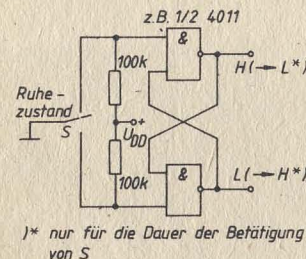 z.B. 1/2 4011
&
H(→ L*)
100k
Ruhe-
zustand
S
+
U_DD
100k
&
L(→ H*)
)* nur für die Dauer der Betätigung
von S